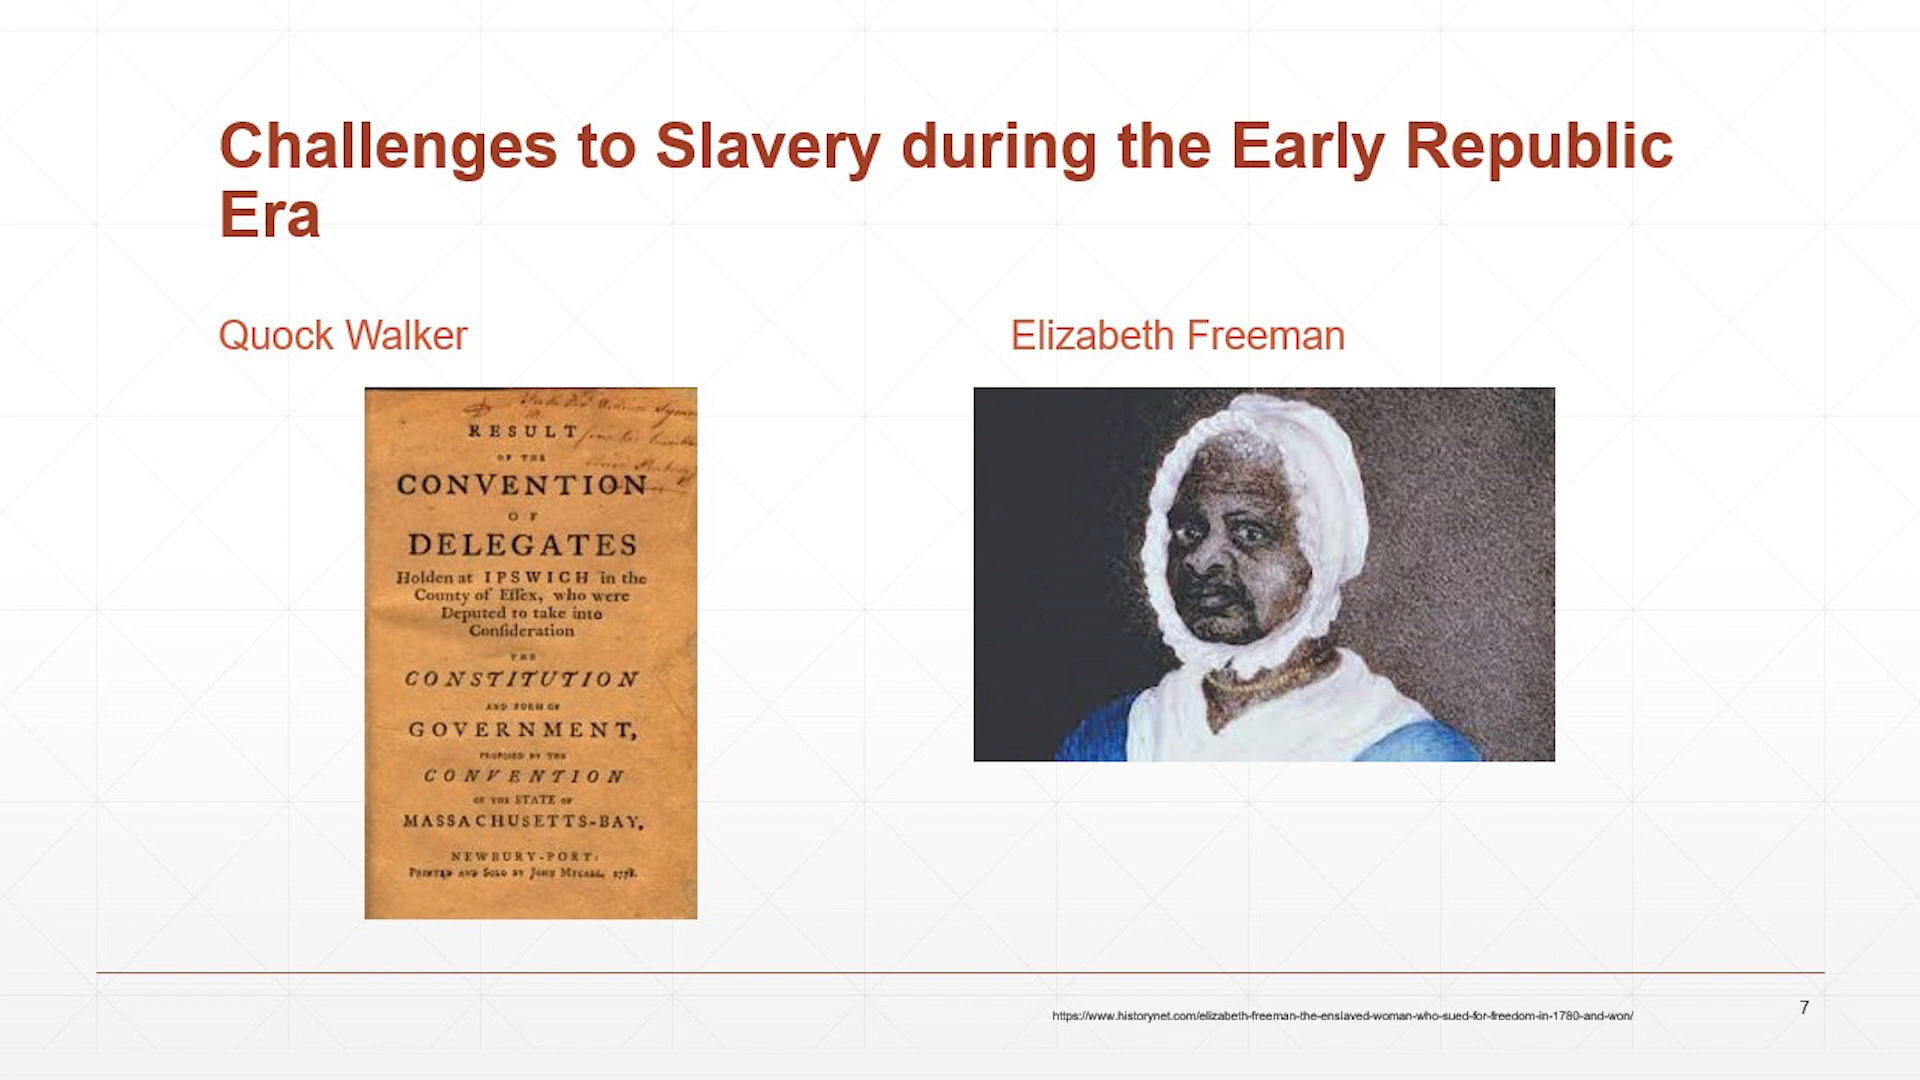 Challenges to Slavery during the Early Republic
Era
Quock Walker
RESULT
OF THE
CONVENTION
OF
DELEGATES
Holden at IPSWICH in the
County of Eſſex, who were
Deputed to take into
Conſideration
THE
CONSTITUTION
AND FORM OF
GOVERNMENT,
PROPOSED BY THE
CONVENTION
OF THE STATE OF
MASSACHUSETTS-BAY.
NEWBURY-PORT:
PRINTED AND SOLD BY JOHN MYCALL, 1778.
Elizabeth Freeman
https://www.historynet.com/elizabeth-freeman-the-enslaved-woman-who-sued-for-freedom-in-1780-and-won/
7